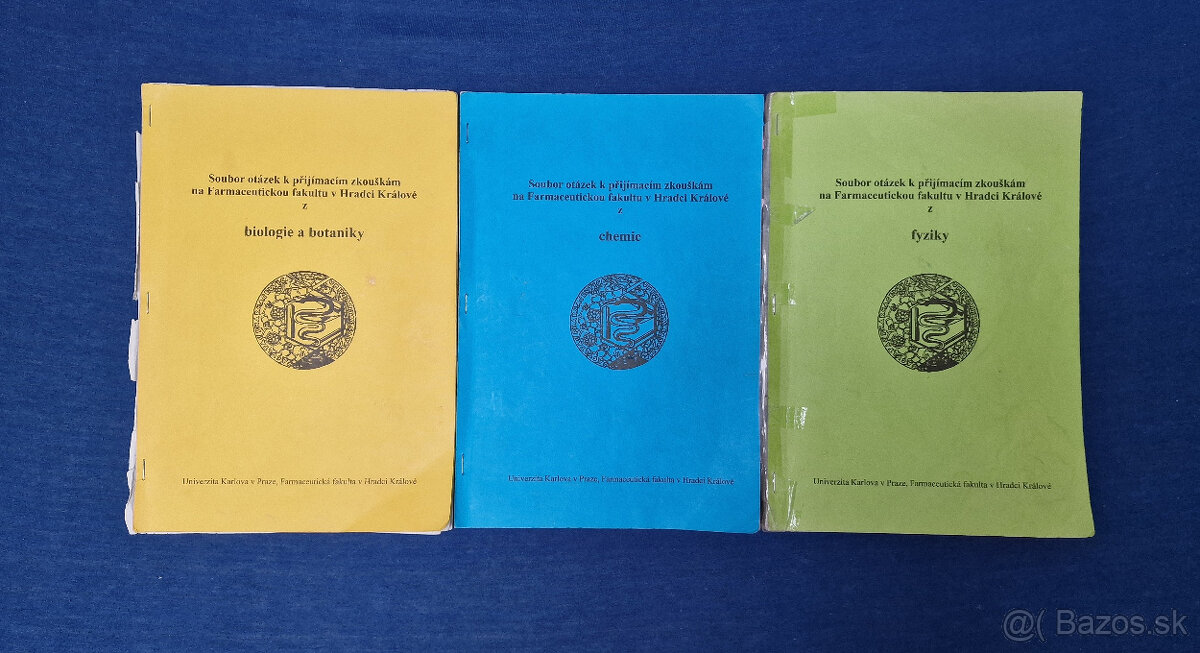 Soubor otázek k přijímacím zkouškám
na Farmaceutickou fakultu v Hradci Králové
z
biologie a botaniky
Univerzita Karlova v Praze, Farmaceutická fakulta v Hradci Králové
Soubor otázek k přijímacím zkouškám
na Farmaceutickou fakultu v Hradci Králové
z
chemie
Univerzita Karlova v Praze, Farmaceutická fakulta v Hradci Králové
Soubor otázek k přijímacím zkouškám
na Farmaceutickou fakultu v Hradci Králové
z
fyziky
Univerzita Karlova v Praze, Farmaceutická fakulta v Hradci Králové
@( Bazos.sk